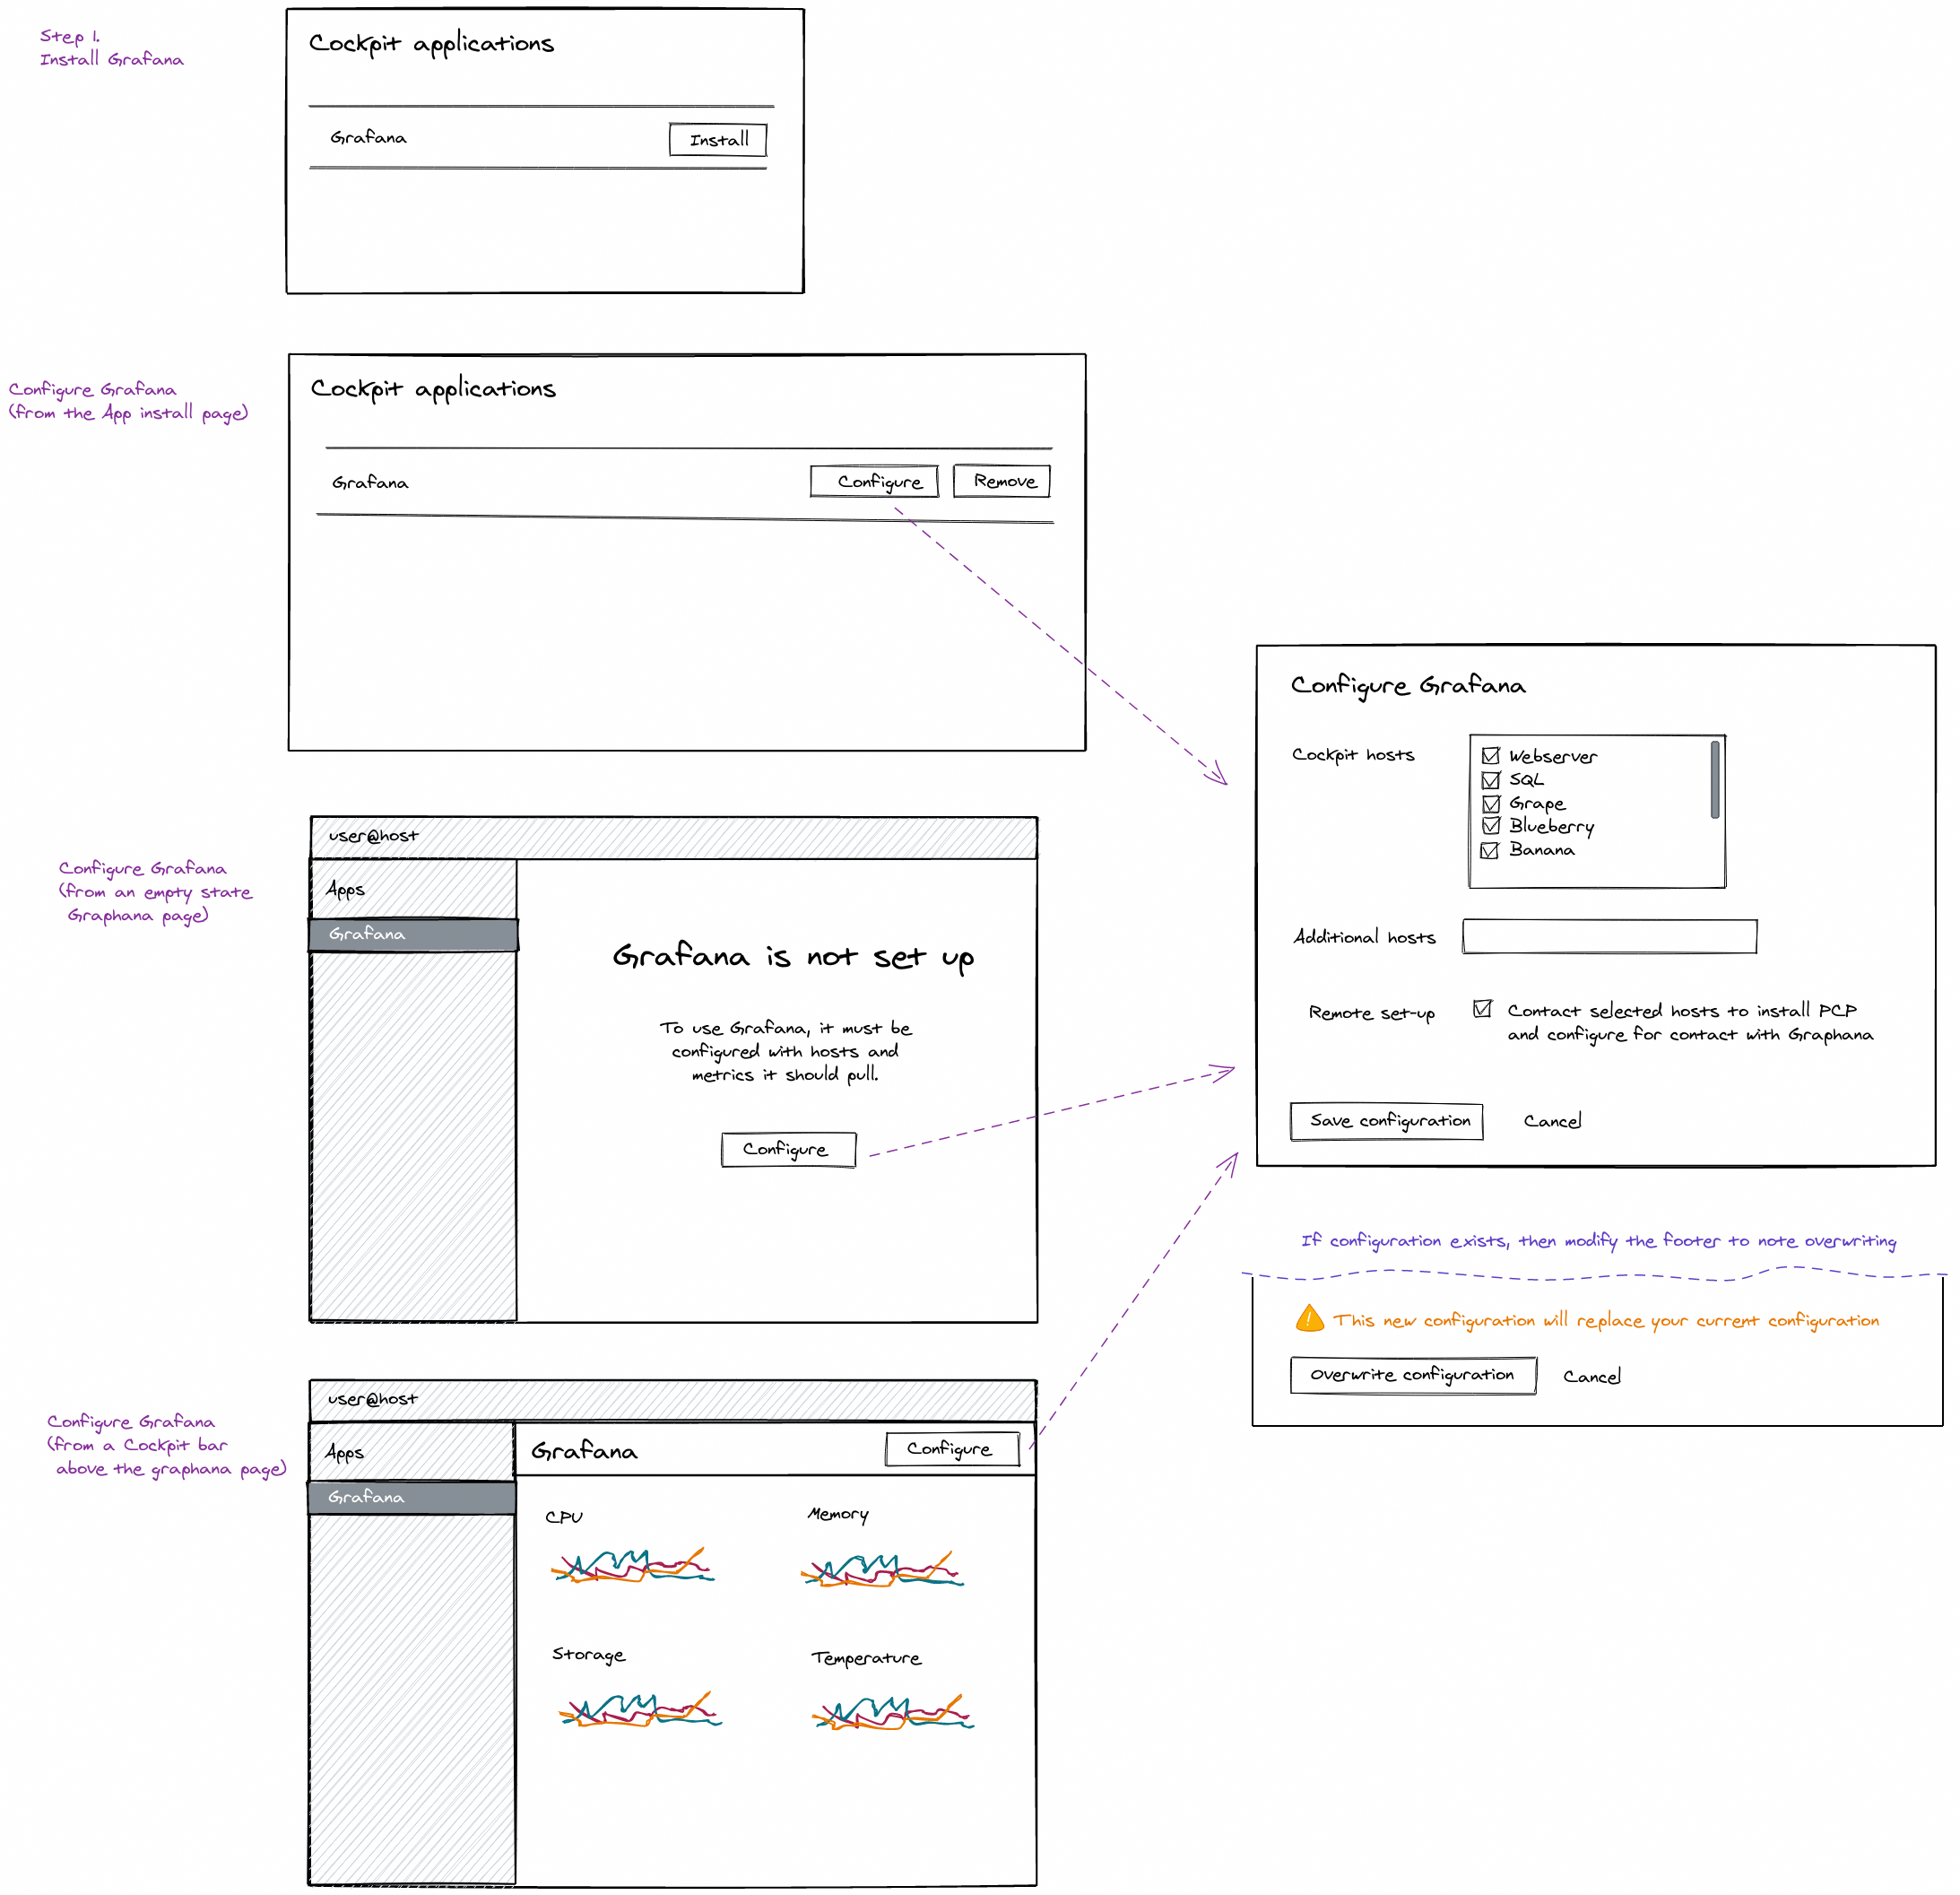 Step 1.
Install Grafana
Cockpit applications
Grafana
Install
Configure Grafana
(from the App install page)
Cockpit applications
Grafana
Configure
Remove
Configure Grafana
(from an empty state
Graphana page)
user@host
Apps
Grafana
Grafana is not set up
To use Grafana, it must be
configured with hosts and
metrics it should pull.
Configure
Configure Grafana
(from a Cockpit bar
above the graphana page)
user@host
Apps
Grafana
Grafana
Configure
CPU
Memory
Storage
Temperature
Configure Grafana
Cockpit hosts
Webserver
SQL
Grape
Blueberry
Banana
Additional hosts
Remote set-up
Contact selected hosts to install PCP
and configure for contact with Graphana
Save configuration
Cancel
If configuration exists, then modify the footer to note overwriting
! This new configuration will replace your current configuration
Overwrite configuration
Cancel